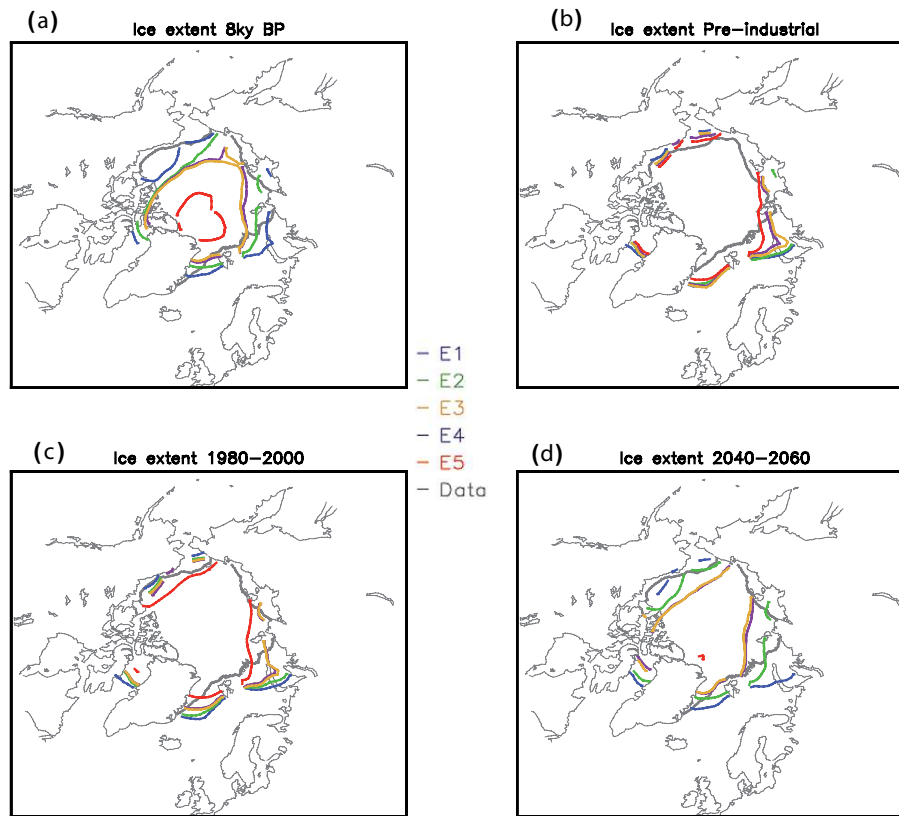 (a)
Ice extent 8ky BP
(b)
Ice extent Pre-industrial
E1
E2
E3
E4
E5
Data
(c)
Ice extent 1980-2000
(d)
Ice extent 2040-2060